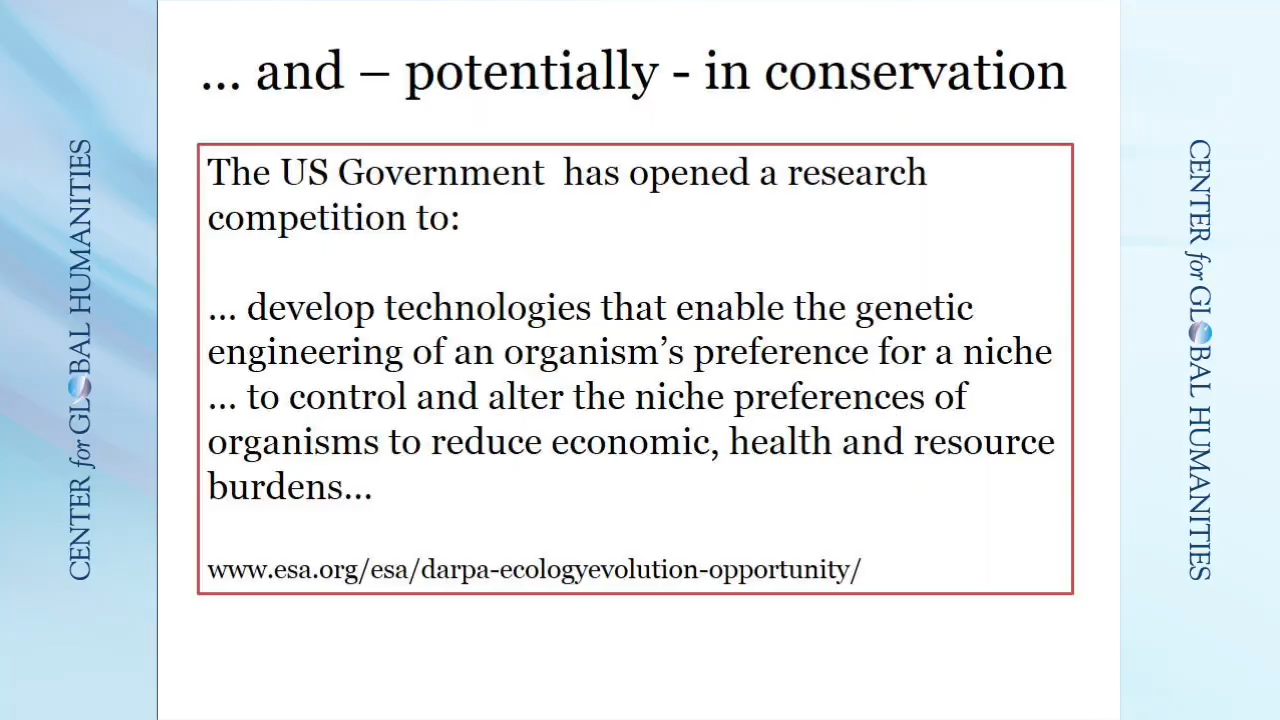 ... and – potentially - in conservation
The US Government  has opened a research
competition to:
... develop technologies that enable the genetic
engineering of an organism's preference for a niche
... to control and alter the niche preferences of
organisms to reduce economic, health and resource
burdens...
www.esa.org/esa/darpa-ecologyevolution-opportunity/
CENTER for GLOBAL HUMANITIES
CENTER for GLOBAL HUMANITIES